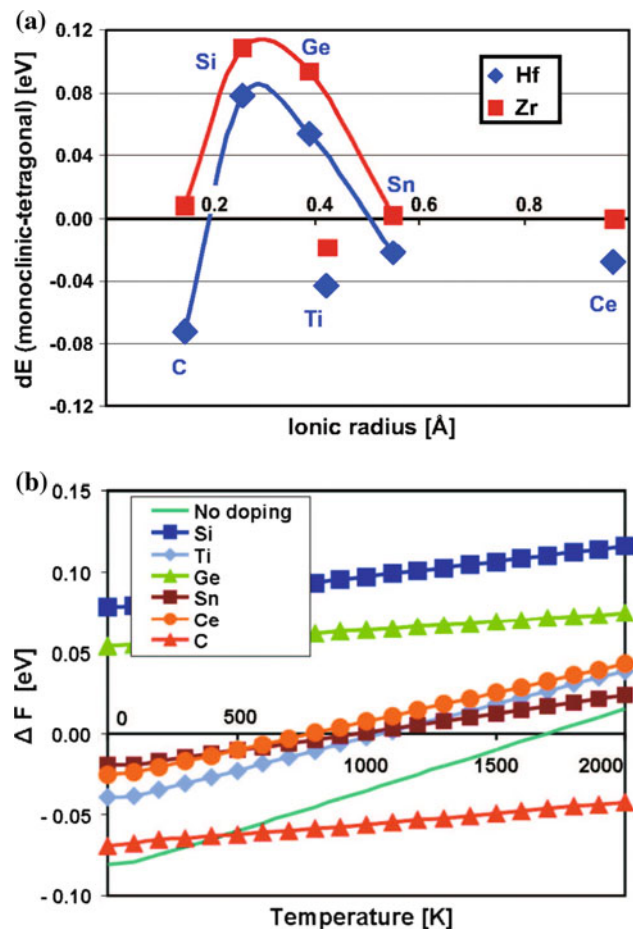 (a)
0.12
0.08
0.04
0.00
-0.04
-0.08
-0.12
dE (monoclinic-tetragonal) [eV]
Si
Ge
Hf
Zr
Sn
0.2
0.4
0.6
0.8
C
Ti
Ce
Ionic radius [Å]
(b)
0.15
0.10
0.05
0.00
-0.05
-0.10
Δ F [eV]
No doping
Si
Ti
Ge
Sn
Ce
C
0
500
1000
1500
2000
Temperature [K]